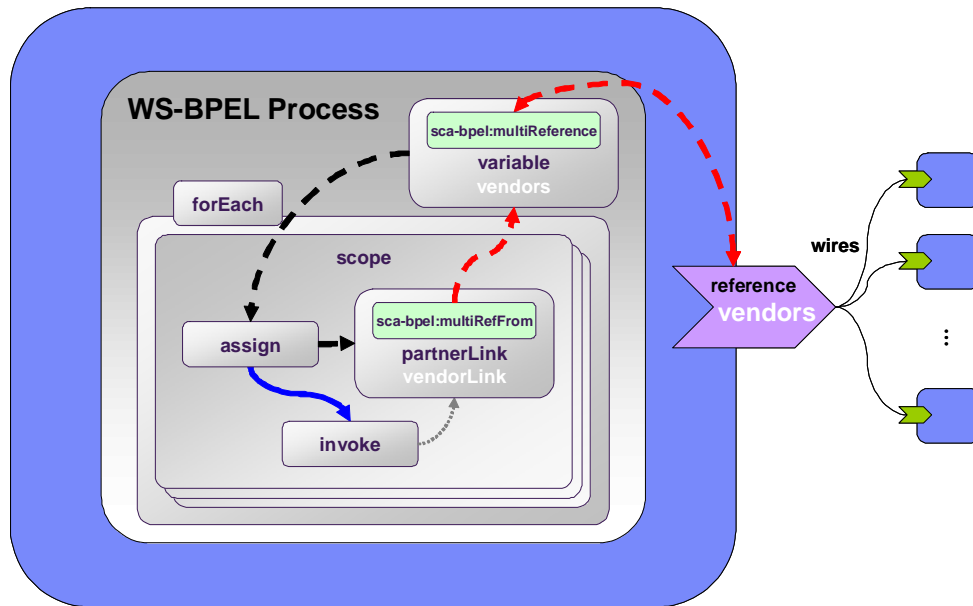 WS-BPEL Process
sca-bpel:multiReference
variable
vendors
forEach
scope
sca-bpel:multiRefFrom
partnerLink
vendorLink
assign
invoke
wires
reference
vendors
...